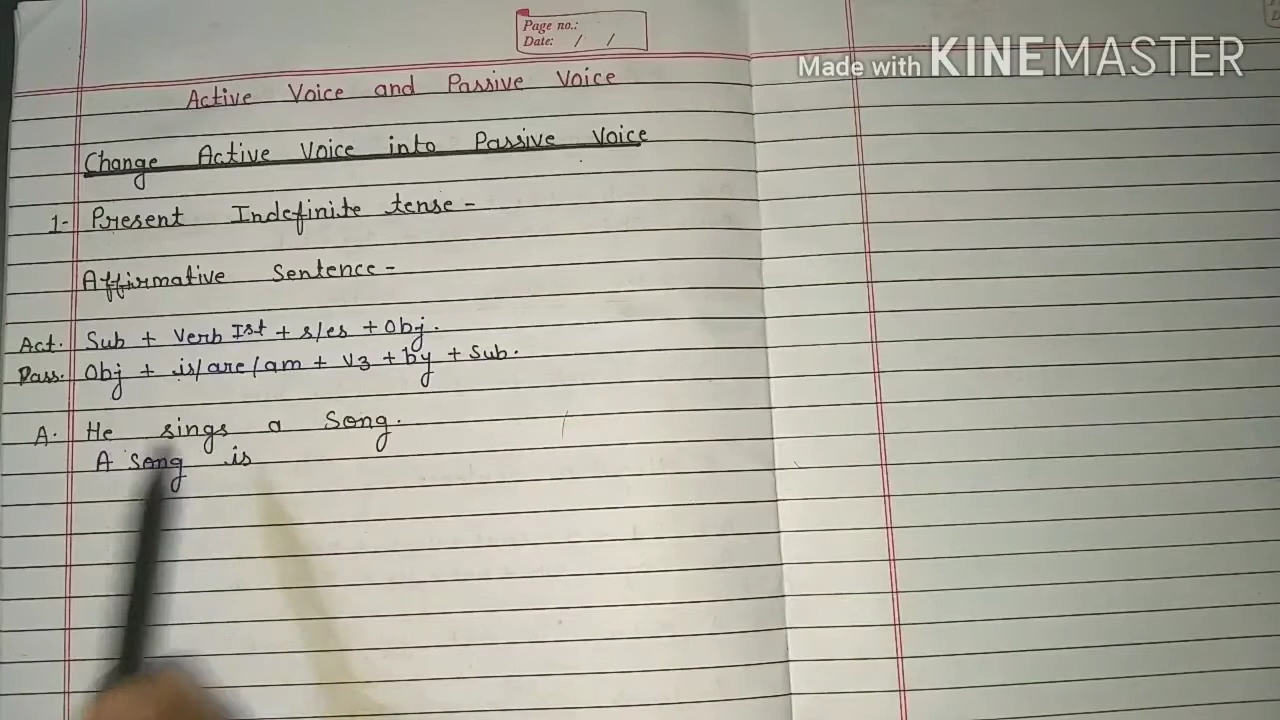 Page no.:
Date: / /
Made with KINEMASTER
Active Voice and Passive Voice
Change Active Voice into Passive Voice
1- Present Indefinite tense -
Affirmative Sentence -
Act. Sub + Verb Ist + s/es + Obj.
Pass. Obj + is/are/am + V3 + by + Sub.
A. He sings a Song.
A song is